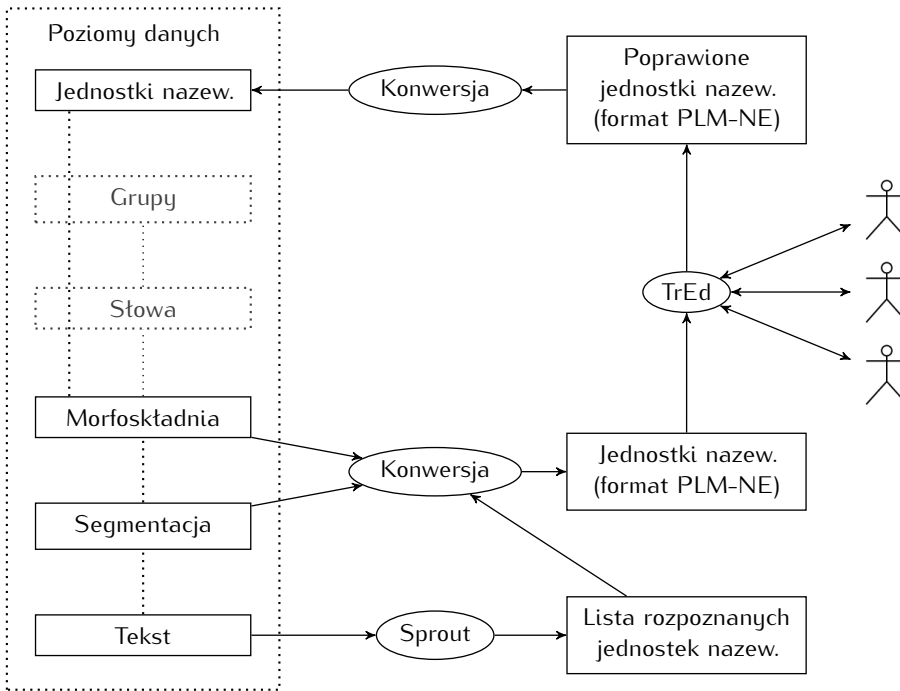 Poziomy danych
Jednostki nazew.
Konwersja
Poprawione
jednostki nazew.
(format PLM-NE)
Grupy
Słowa
TrEd
Morfoskładnia
Konwersja
Jednostki nazew.
(format PLM-NE)
Segmentacja
Tekst
Sprout
Lista rozpoznanych
jednostek nazew.